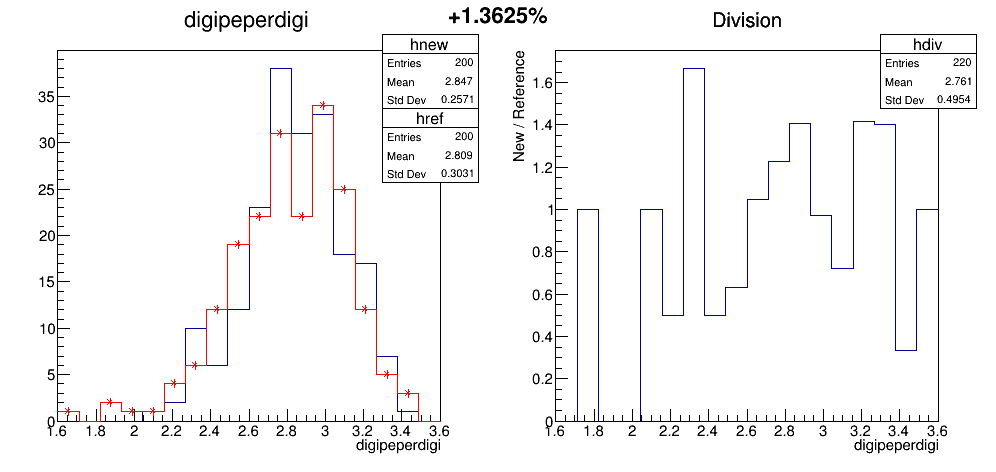 +1.3625%
digipeperdigi
hnew
Entries 200
Mean 2.847
Std Dev 0.2571
href
Entries 200
Mean 2.809
Std Dev 0.3031
35
30
25
20
15
10
5
0
1.6 1.8 2 2.2 2.4 2.6 2.8 3 3.2 3.4 3.6
digipeperdigi
Division
hdiv
Entries 220
Mean 2.761
Std Dev 0.4954
New / Reference
1.6
1.4
1.2
1
0.8
0.6
0.4
0.2
0
1.6 1.8 2 2.2 2.4 2.6 2.8 3 3.2 3.4 3.6
digipeperdigi